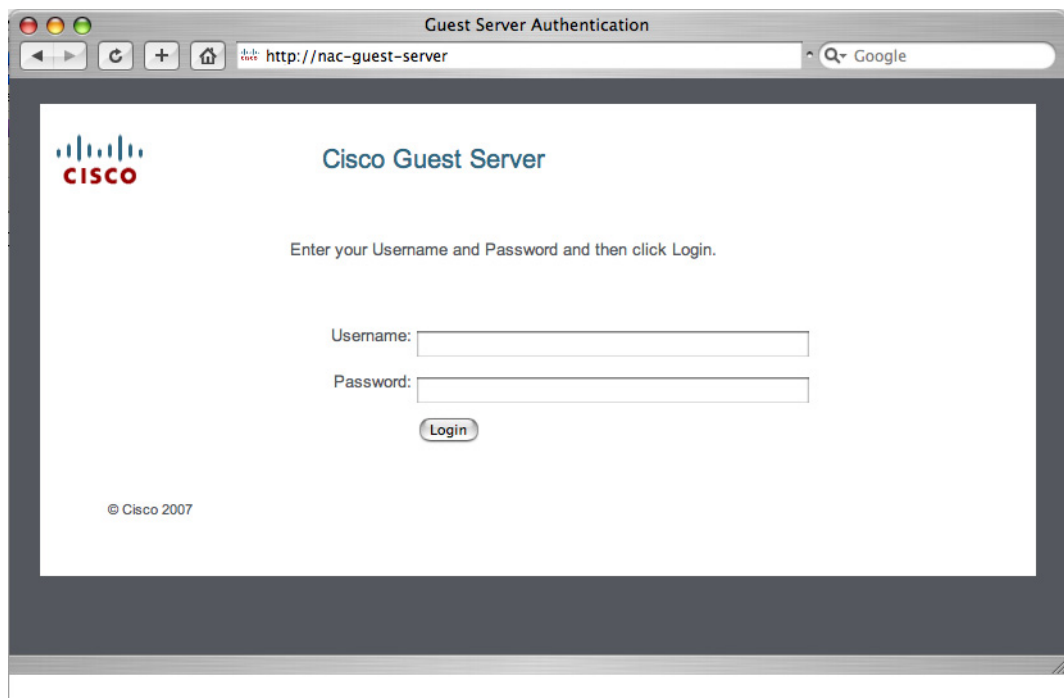 Guest Server Authentication
http://nac-guest-server
Google
CISCO
Cisco Guest Server
Enter your Username and Password and then click Login.
Username:
Password:
Login
© Cisco 2007